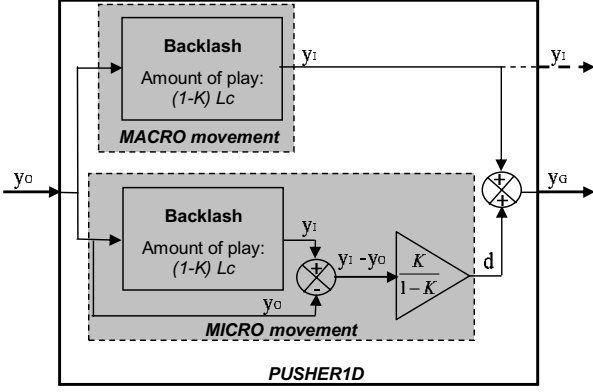 Backlash
Amount of play:
(1-K) Lc
MACRO movement
yI
yI
yO
Backlash
Amount of play:
(1-K) Lc
yI
+
-
yI -yO
K
1-K
d
+
+
yG
yO
MICRO movement
PUSHER1D